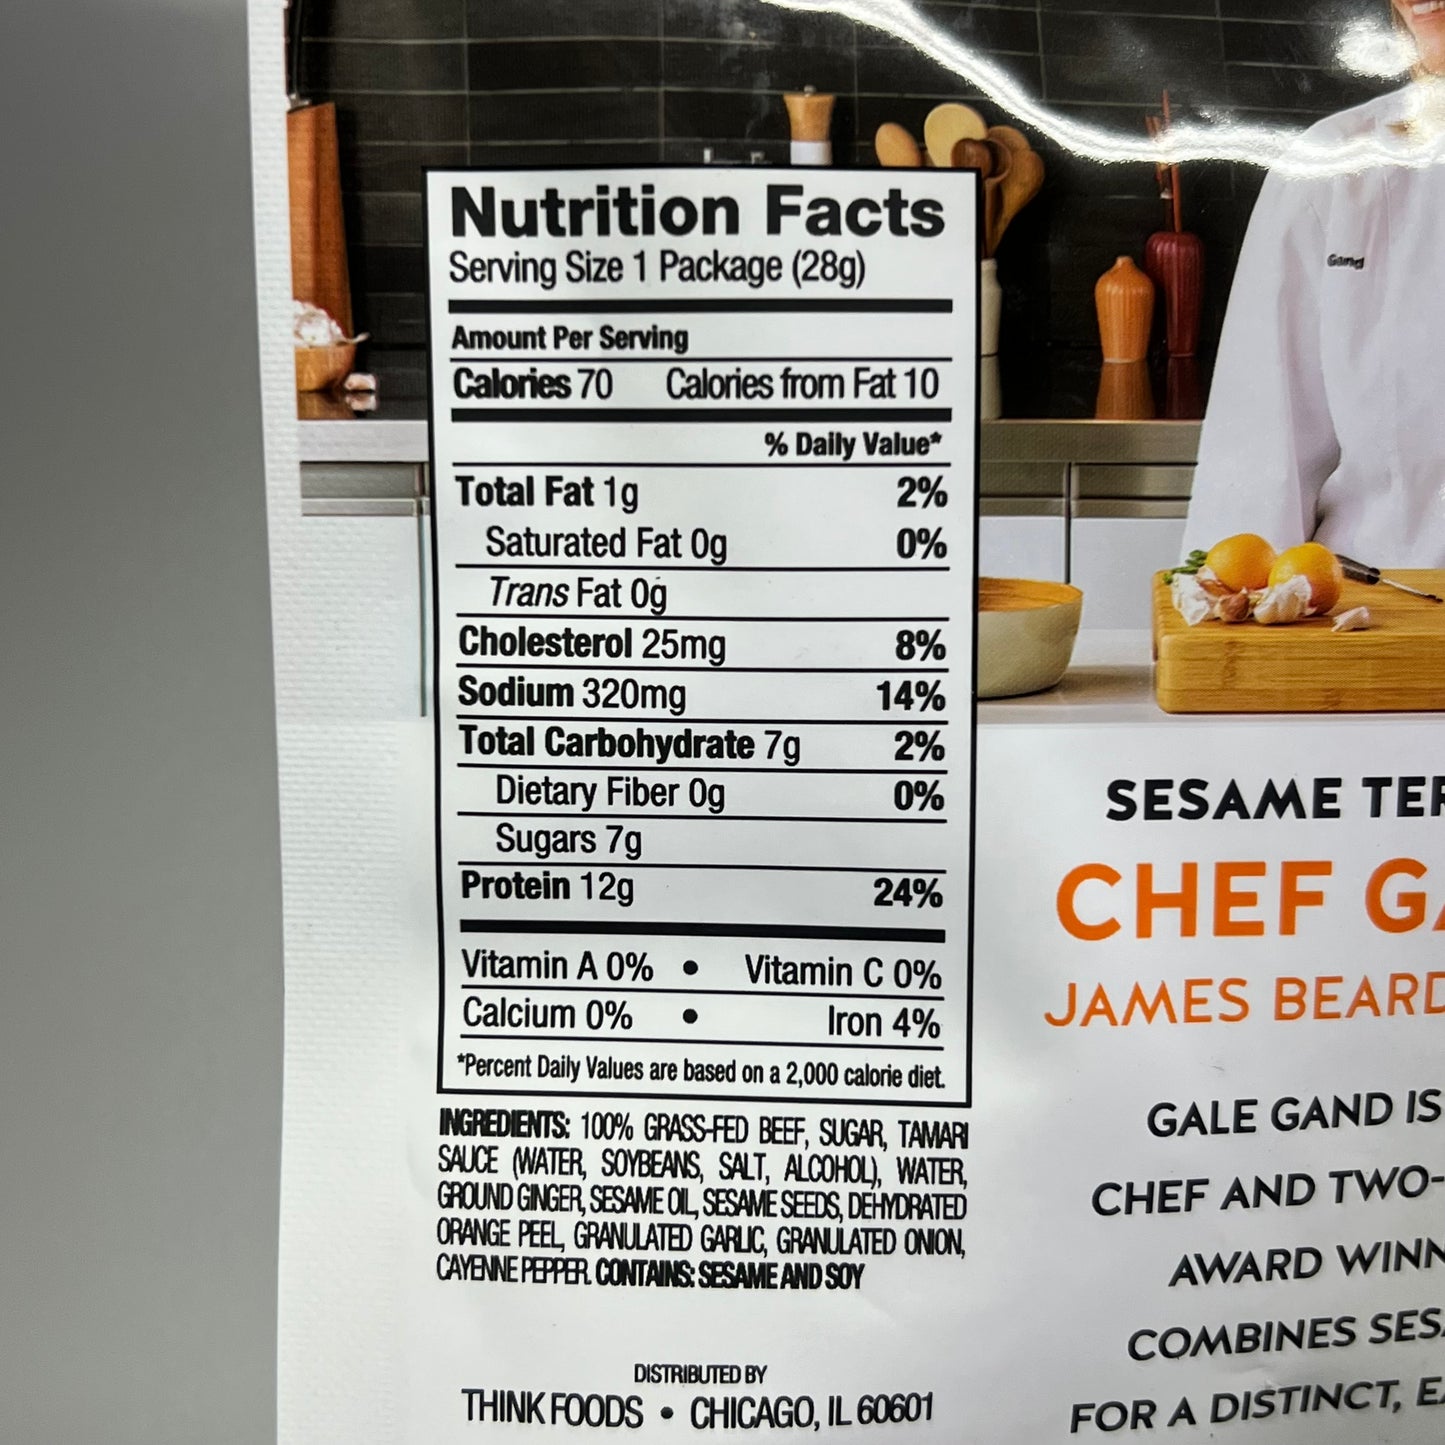 Gand
Nutrition Facts
Serving Size 1 Package (28g)
Amount Per Serving
Calories 70 Calories from Fat 10
% Daily Value*
Total Fat 1g 2%
Saturated Fat 0g 0%
Trans Fat 0g
Cholesterol 25mg 8%
Sodium 320mg 14%
Total Carbohydrate 7g 2%
Dietary Fiber 0g 0%
Sugars 7g
Protein 12g 24%
Vitamin A 0% • Vitamin C 0%
Calcium 0% • Iron 4%
*Percent Daily Values are based on a 2,000 calorie diet.
INGREDIENTS: 100% GRASS-FED BEEF, SUGAR, TAMARI
SAUCE (WATER, SOYBEANS, SALT, ALCOHOL), WATER,
GROUND GINGER, SESAME OIL, SESAME SEEDS, DEHYDRATED
ORANGE PEEL, GRANULATED GARLIC, GRANULATED ONION,
CAYENNE PEPPER. CONTAINS: SESAME AND SOY
DISTRIBUTED BY
THINK FOODS • CHICAGO, IL 60601
SESAME
CHEF
JAMES BEARD
GALE GAND IS
CHEF AND TWO-
AWARD
COMBINES
FOR A DISTINCT,